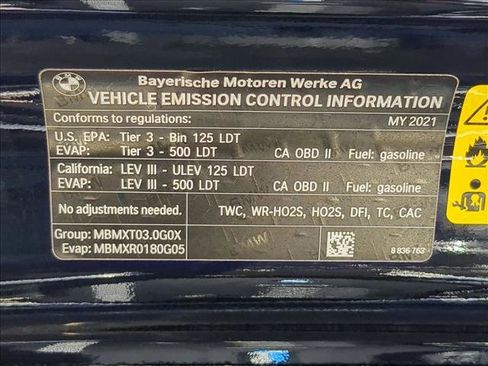 BMW
Bayerische Motoren Werke AG
VEHICLE EMISSION CONTROL INFORMATION
Conforms to regulations: MY 2021
U.S. EPA: Tier 3 - Bin 125 LDT
EVAP: Tier 3 - 500 LDT CA OBD II Fuel: gasoline
California: LEV III - ULEV 125 LDT
EVAP: LEV III - 500 LDT CA OBD II Fuel: gasoline
No adjustments needed. TWC, WR-HO2S, HO2S, DFI, TC, CAC
Group: MBMXT03.0G0X
Evap: MBMXR0180G05 8 836 763